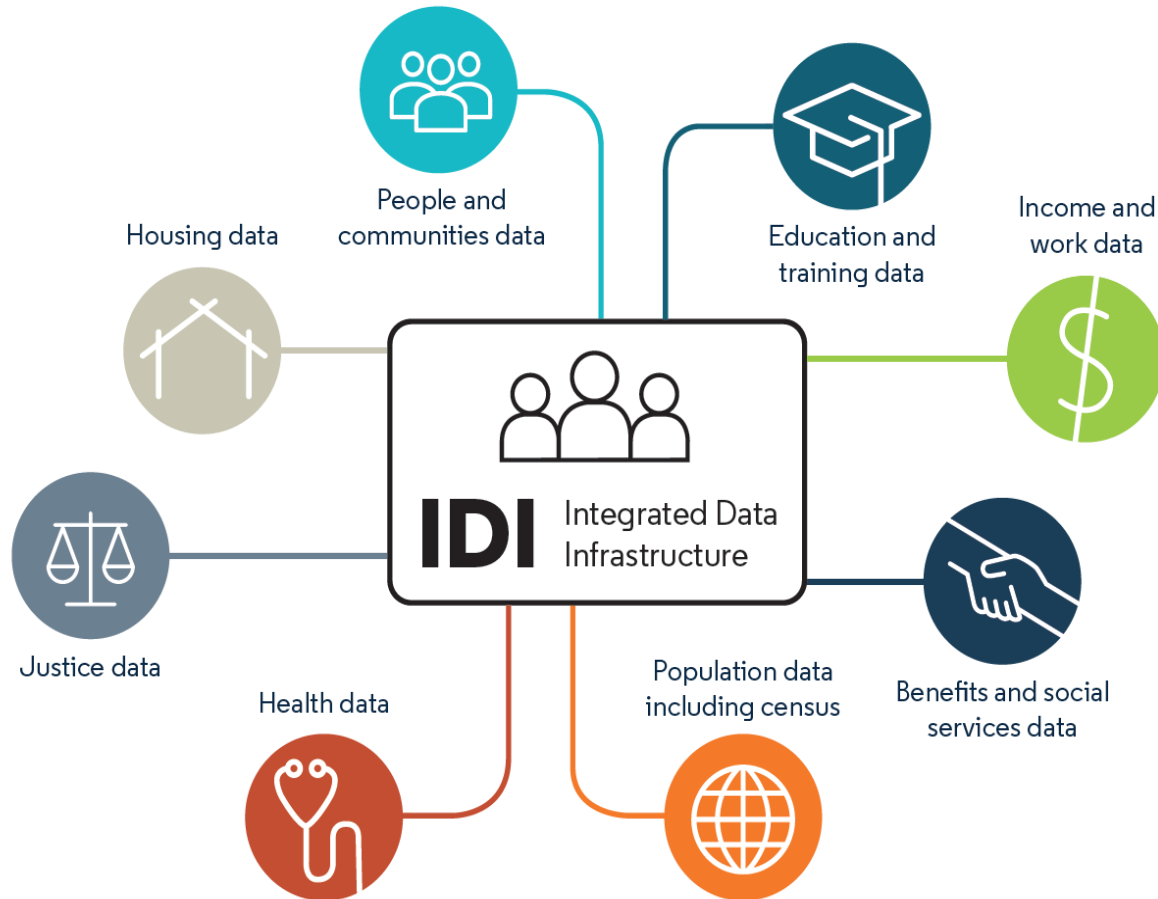 People and
communities data
Education and
training data
Income and
work data
Housing data
IDI
Integrated Data
Infrastructure
Justice data
Health data
Population data
including census
Benefits and social
services data